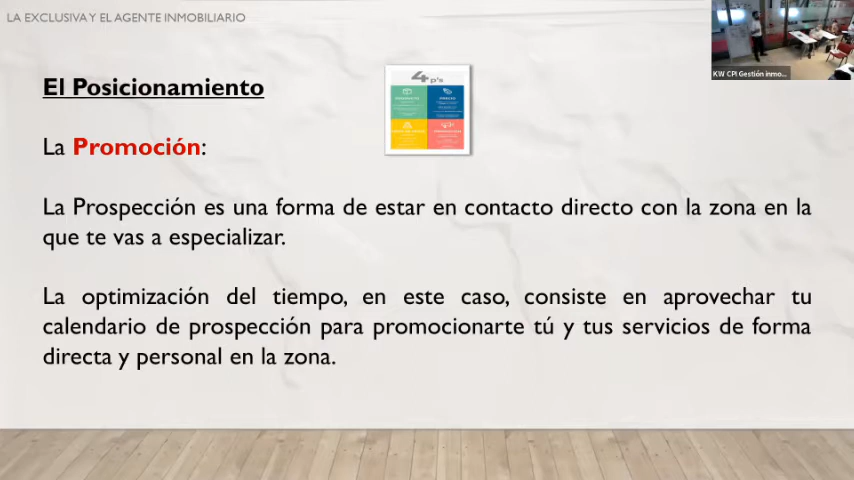 LA EXCLUSIVA Y EL AGENTE INMOBILIARIO
El Posicionamiento
4 p's
La Promoción:
La Prospección es una forma de estar en contacto directo con la zona en la
que te vas a especializar.
La optimización del tiempo, en este caso, consiste en aprovechar tu
calendario de prospección para promocionarte tú y tus servicios de forma
directa y personal en la zona.
KW CPI Gestión inmo...